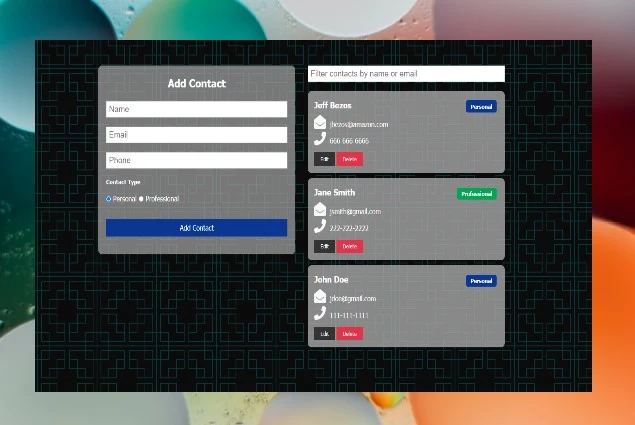 Add Contact
Name
Email
Phone
Contact Type
Personal Professional
Add Contact
Filter contacts by name or email
Jeff Bezos Personal
jbezos@amazon.com
666 666 6666
Edit Delete
Jane Smith Professional
jsmith@gmail.com
222-222-2222
Edit Delete
John Doe Personal
jdoe@gmail.com
111-111-1111
Edit Delete